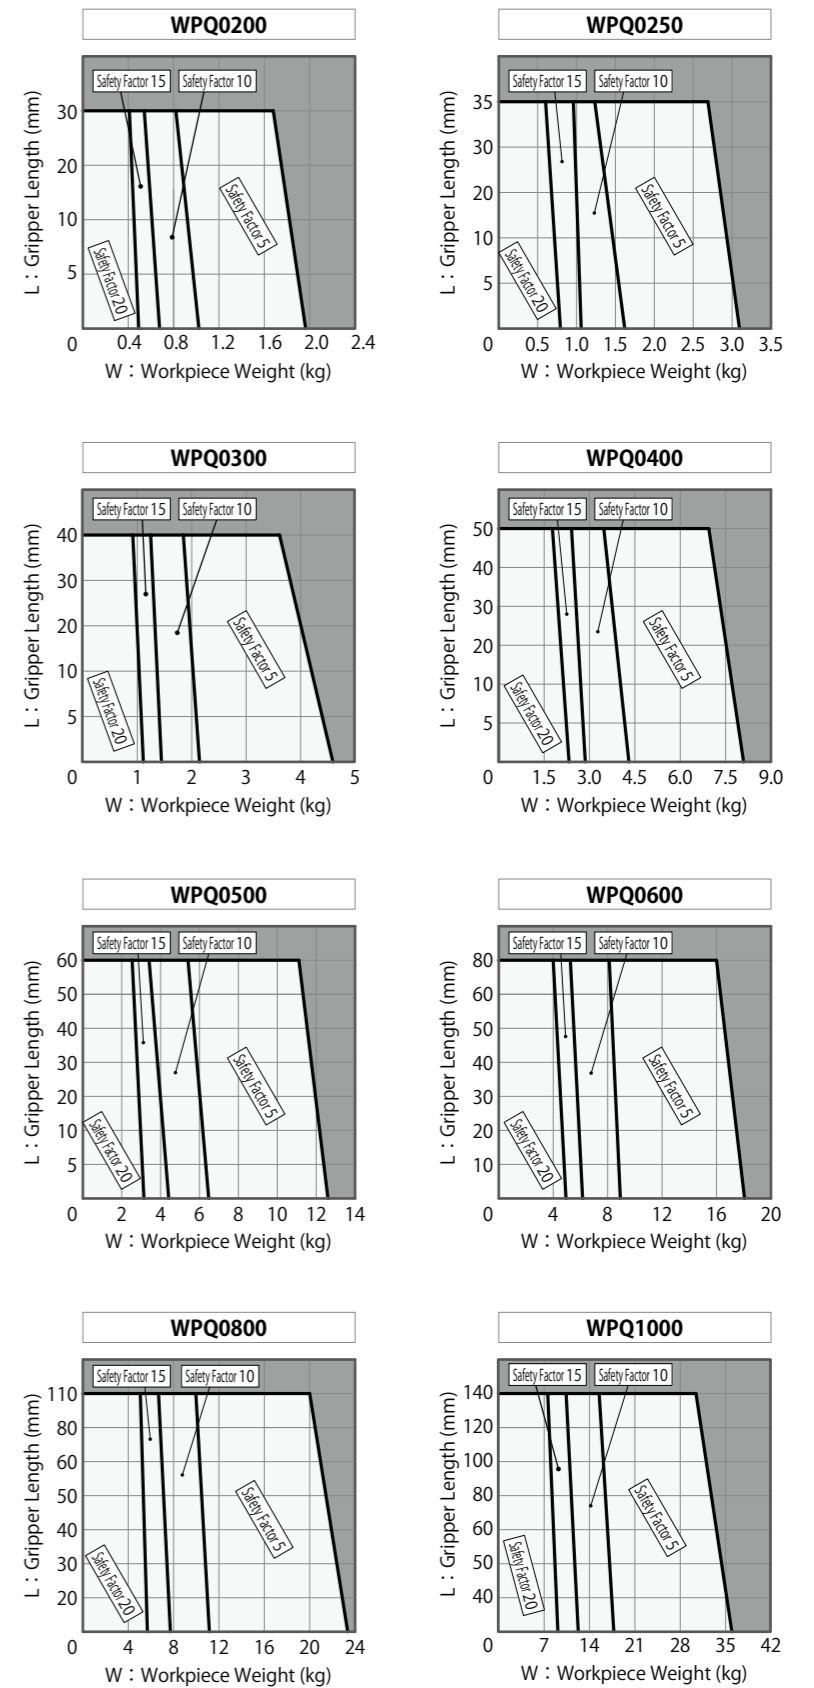 WPQ0200
Safety Factor 15
Safety Factor 10
Safety Factor 5
Safety Factor 20
L：Gripper Length (mm)
30
20
10
5
0
0.4 0.8 1.2 1.6 2.0 2.4
W：Workpiece Weight (kg)
WPQ0250
Safety Factor 15
Safety Factor 10
Safety Factor 5
Safety Factor 20
L：Gripper Length (mm)
35
30
20
10
5
0
0.5 1.0 1.5 2.0 2.5 3.0 3.5
W：Workpiece Weight (kg)
WPQ0300
Safety Factor 15
Safety Factor 10
Safety Factor 5
Safety Factor 20
L：Gripper Length (mm)
40
30
20
10
5
0
1 2 3 4 5
W：Workpiece Weight (kg)
WPQ0400
Safety Factor 15
Safety Factor 10
Safety Factor 5
Safety Factor 20
L：Gripper Length (mm)
50
40
30
20
10
5
0
1.5 3.0 4.5 6.0 7.5 9.0
W：Workpiece Weight (kg)
WPQ0500
Safety Factor 15
Safety Factor 10
Safety Factor 5
Safety Factor 20
L：Gripper Length (mm)
60
50
40
30
20
10
5
0
2 4 6 8 10 12 14
W：Workpiece Weight (kg)
WPQ0600
Safety Factor 15
Safety Factor 10
Safety Factor 5
Safety Factor 20
L：Gripper Length (mm)
80
60
50
40
30
20
10
0
4 8 12 16 20
W：Workpiece Weight (kg)
WPQ0800
Safety Factor 15
Safety Factor 10
Safety Factor 5
Safety Factor 20
L：Gripper Length (mm)
110
80
60
50
40
30
20
0
4 8 12 16 20 24
W：Workpiece Weight (kg)
WPQ1000
Safety Factor 15
Safety Factor 10
Safety Factor 5
Safety Factor 20
L：Gripper Length (mm)
140
120
100
80
60
50
40
0
7 14 21 28 35 42
W：Workpiece Weight (kg)